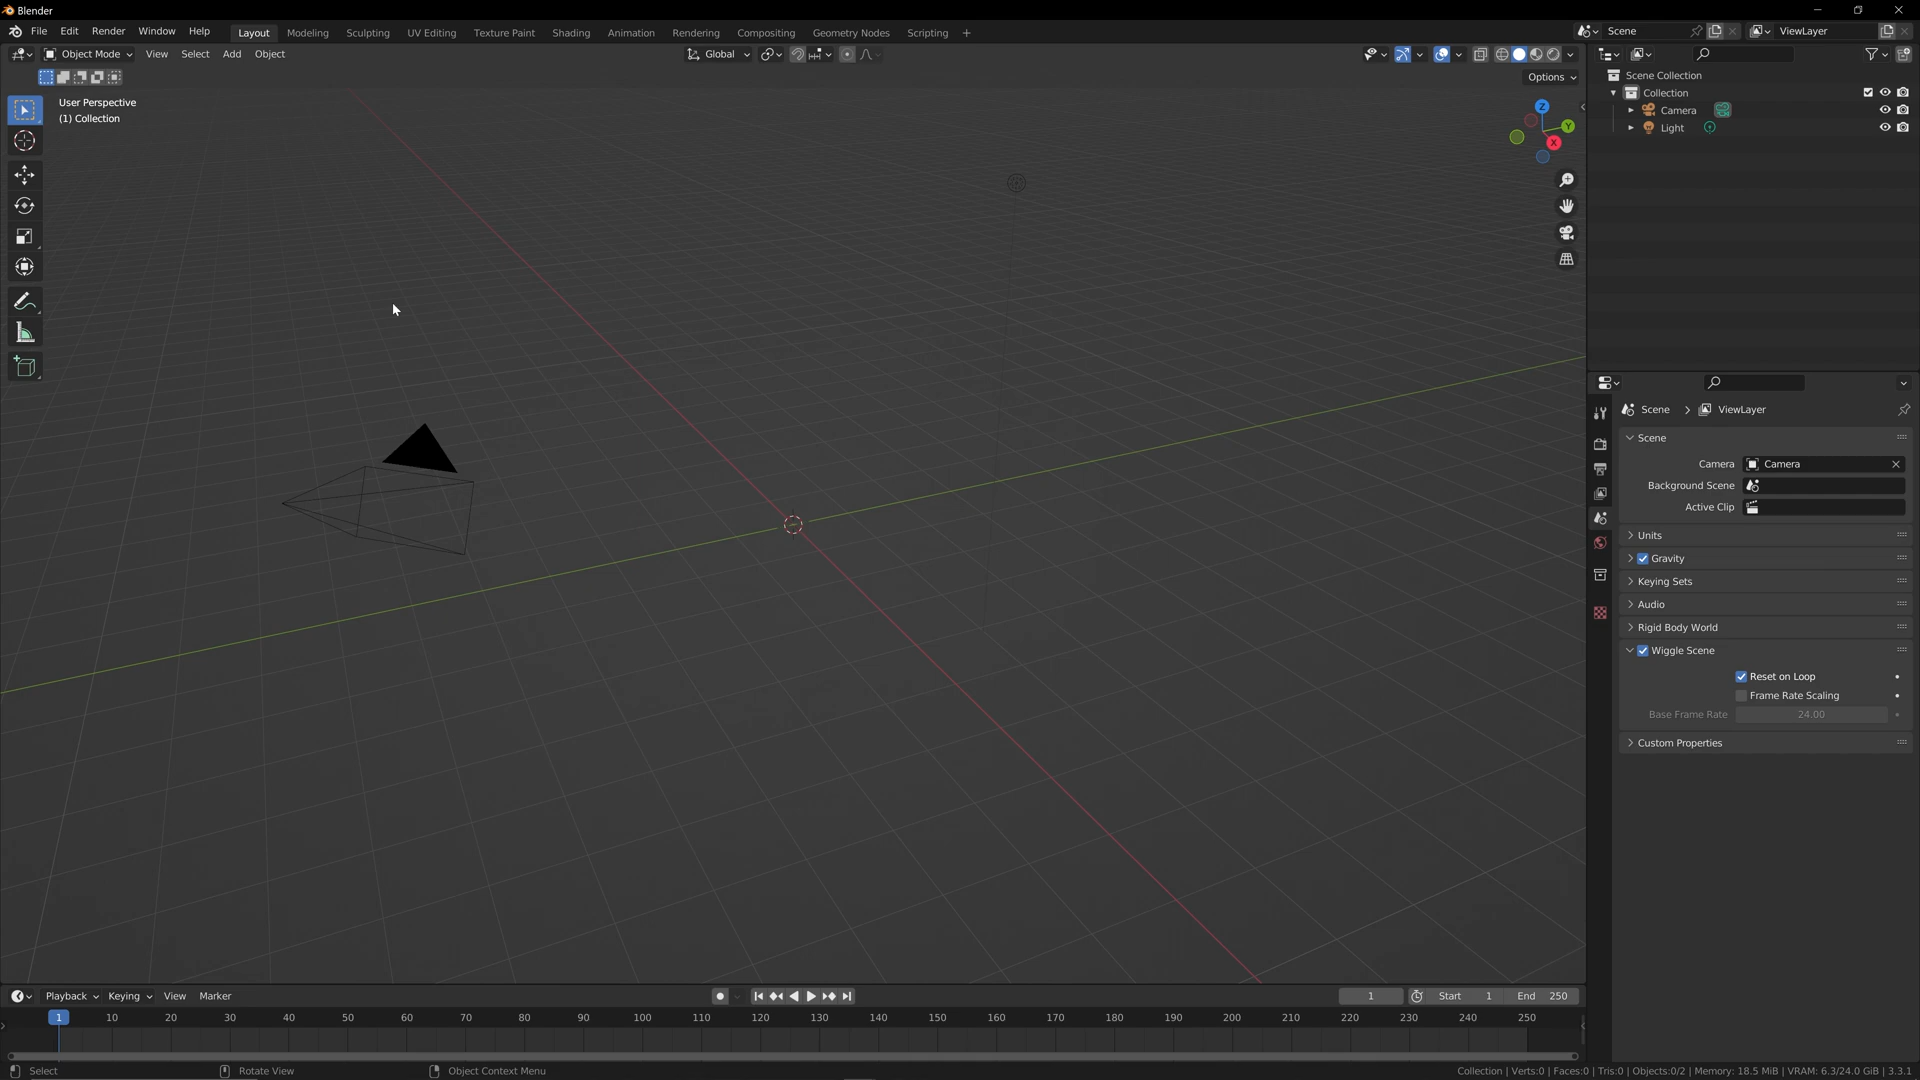 Blender
File Edit Render Window Help Layout Modeling Sculpting UV Editing Texture Paint Shading Animation Rendering Compositing Geometry Nodes Scripting + Scene ViewLayer
Object Mode View Select Add Object Global
Options
User Perspective
(1) Collection
Z
Y
X
Scene Collection
Collection
Camera
Light
Scene > ViewLayer
Scene
Camera Camera
Background Scene
Active Clip
Units
Gravity
Keying Sets
Audio
Rigid Body World
Wiggle Scene
Reset on Loop
Frame Rate Scaling
Base Frame Rate 24.00
Custom Properties
Playback Keying View Marker 1 Start 1 End 250
1 10 20 30 40 50 60 70 80 90 100 110 120 130 140 150 160 170 180 190 200 210 220 230 240 250
Select Rotate View Object Context Menu Collection | Verts:0 | Faces:0 | Tris:0 | Objects:0/2 | Memory: 18.5 MiB | VRAM: 6.3/24.0 GiB | 3.3.1